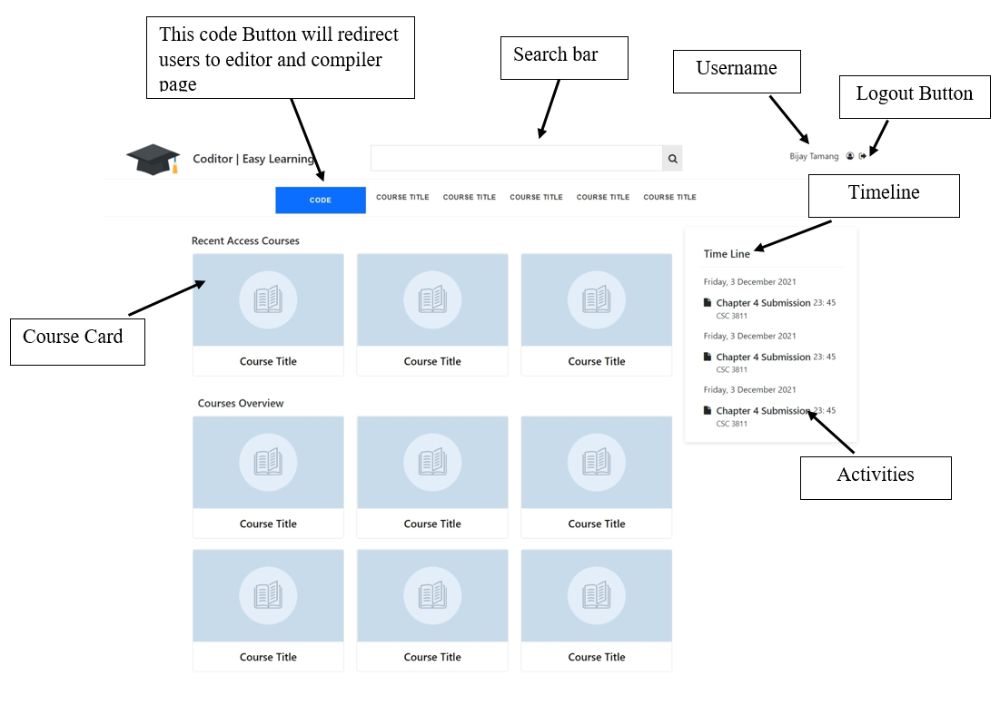 This code Button will redirect
users to editor and compiler
page
Search bar
Username
Logout Button
Coditor | Easy Learning
Bijay Tamang
CODE
COURSE TITLE
COURSE TITLE
COURSE TITLE
COURSE TITLE
COURSE TITLE
Timeline
Recent Access Courses
Course Card
Course Title
Course Title
Course Title
Time Line
Friday, 3 December 2021
Chapter 4 Submission 23: 45
CSC 3811
Friday, 3 December 2021
Chapter 4 Submission 23: 45
CSC 3811
Friday, 3 December 2021
Chapter 4 Submission 23: 45
CSC 3811
Activities
Courses Overview
Course Title
Course Title
Course Title
Course Title
Course Title
Course Title